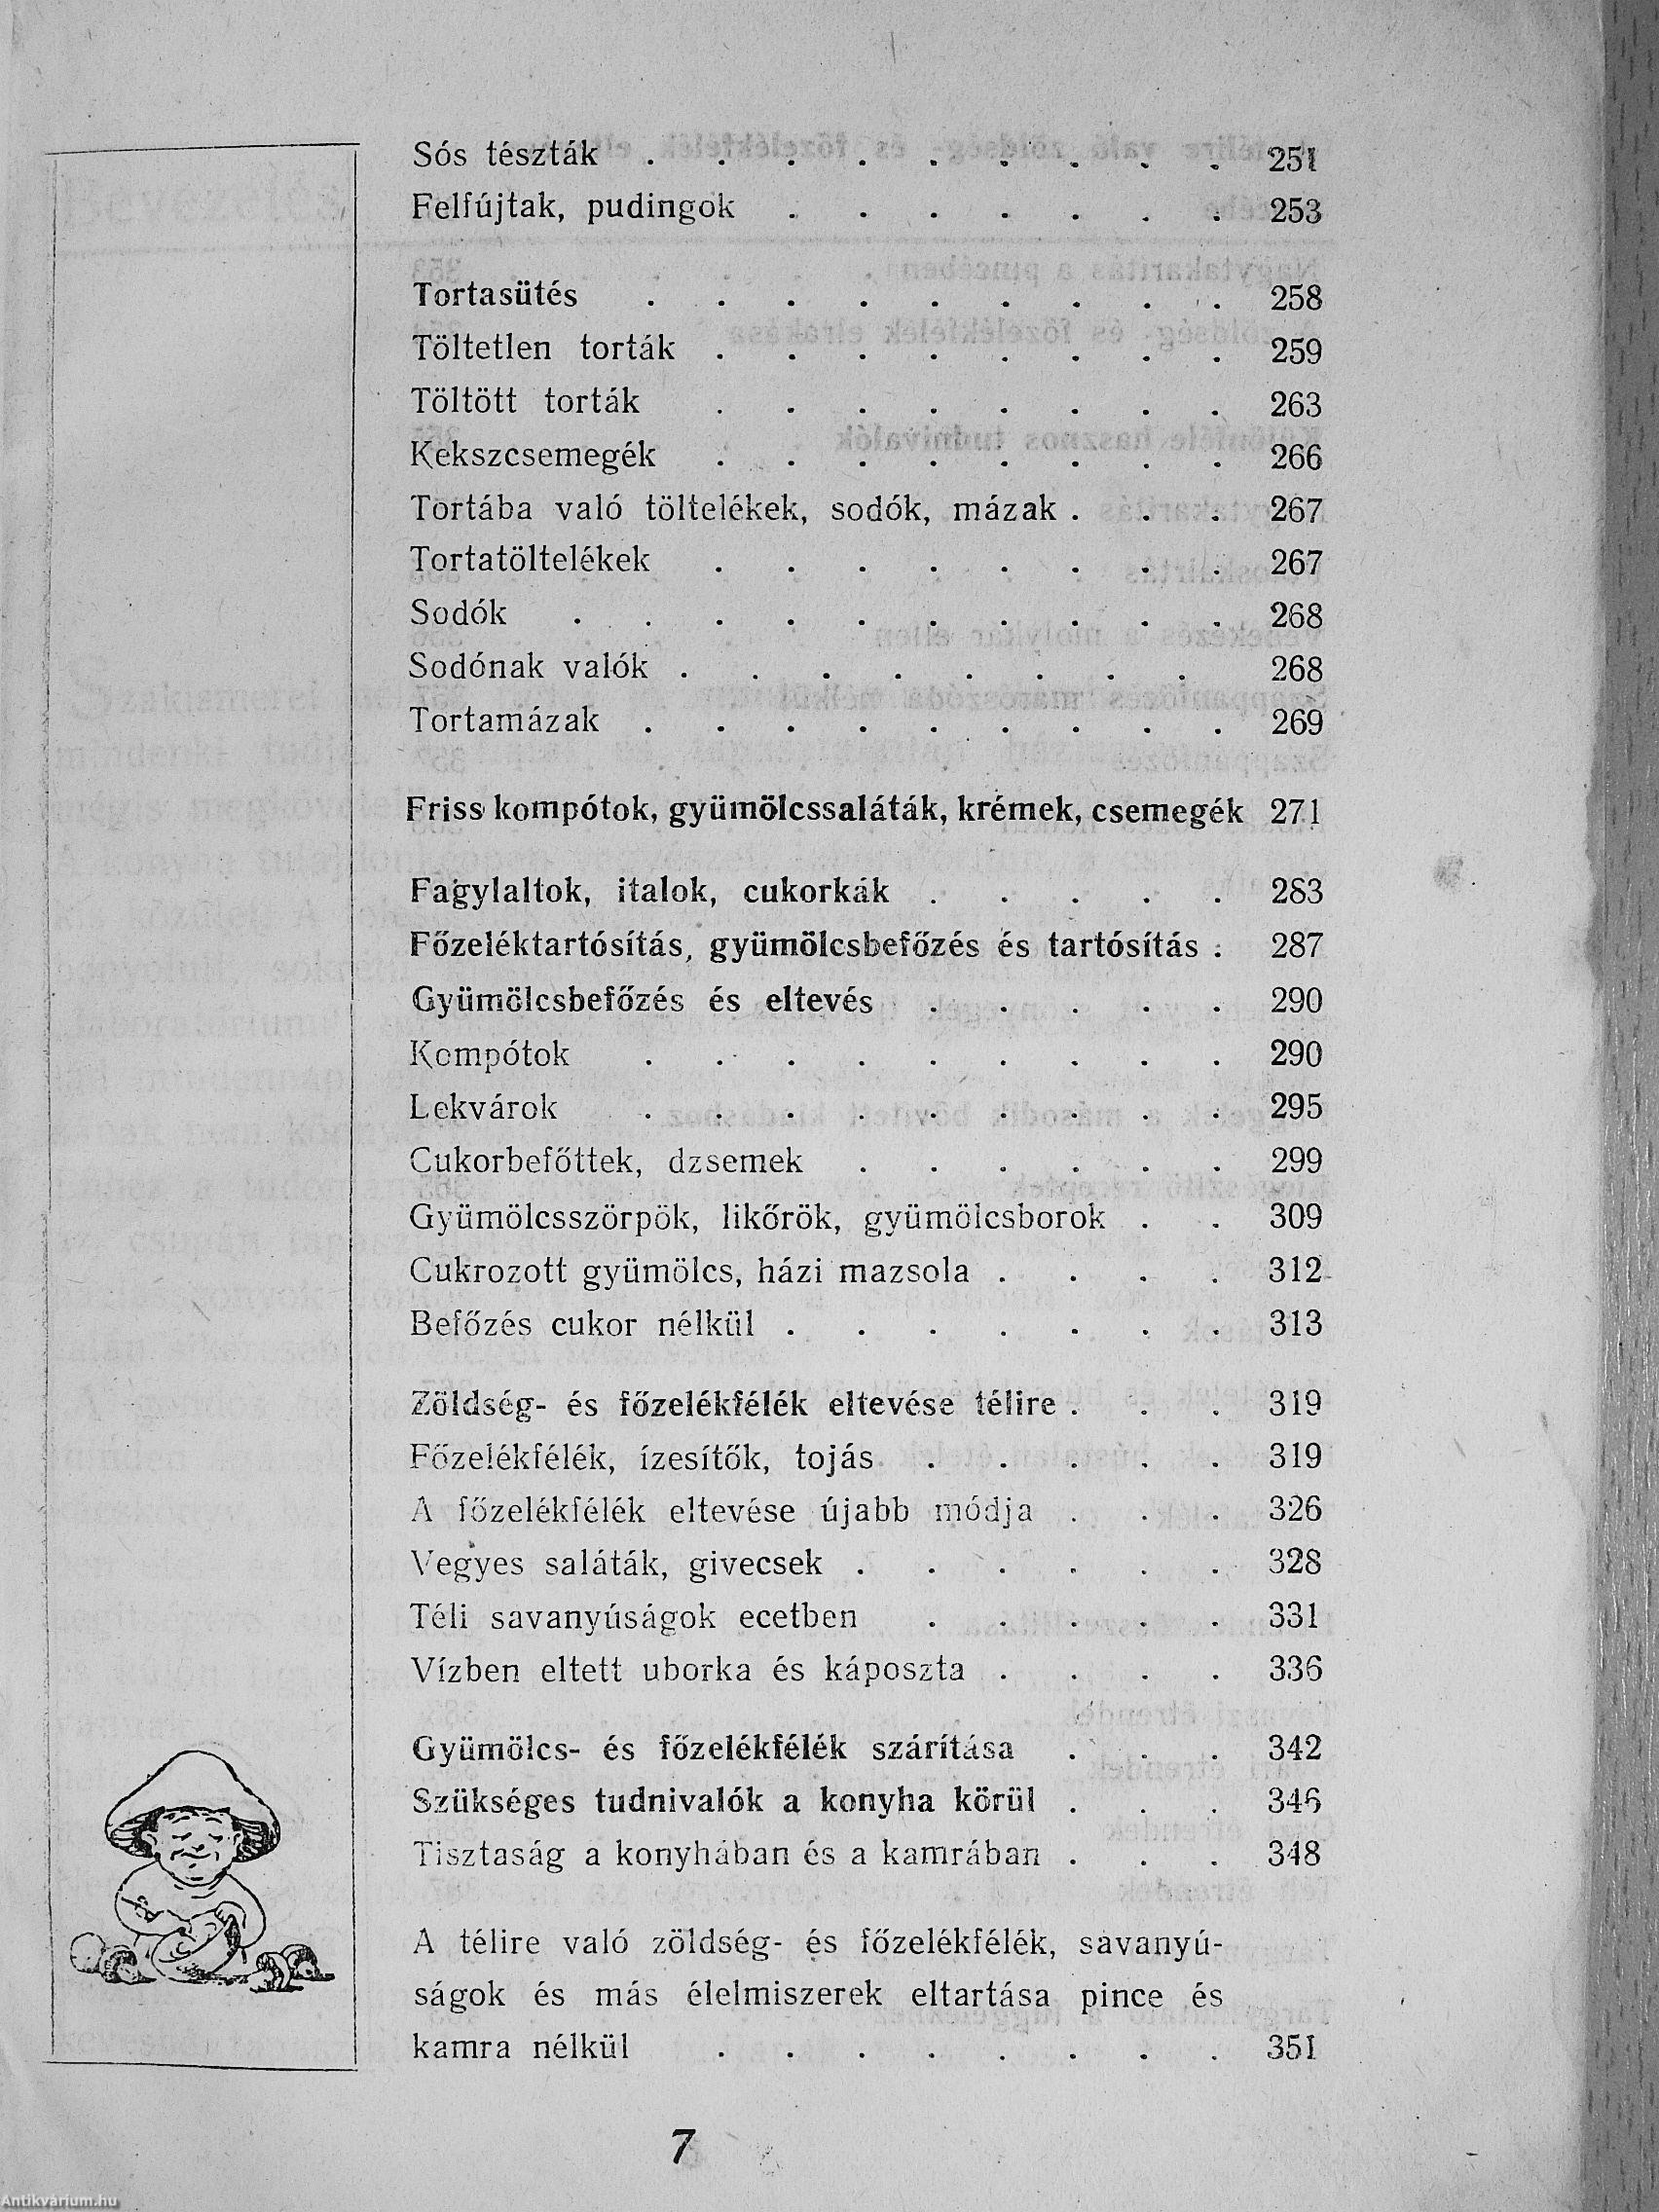 Sós tészták . . . . . . . . . 251
Felfújtak, pudingok . . . . . . . 253
Tortasütés . . . . . . . . . 258
Töltetlen torták . . . . . . . . 259
Töltött torták . . . . . . . . 263
Kekszcsemegék . . . . . . . . 266
Tortába való töltelékek, sodók, mázak . . . 267
Tortatöltelékek . . . . . . . . 267
Sodók . . . . . . . . . . 268
Sodónak valók . . . . . . . . 268
Tortamázak . . . . . . . . . 269
Friss kompótok, gyümölcssaláták, krémek, csemegék 271
Fagylaltok, italok, cukorkák . . . . . 283
Főzeléktartósítás, gyümölcsbefőzés és tartósítás . 287
Gyümölcsbefőzés és eltevés . . . . . 290
Kompótok . . . . . . . . . 290
Lekvárok . . . . . . . . . 295
Cukorbefőttek, dzsemek . . . . . . 299
Gyümölcsszörpök, likőrök, gyümölcsborok . . 309
Cukrozott gyümölcs, házi mazsola . . . . 312
Befőzés cukor nélkül . . . . . . . 313
Zöldség- és főzelékfélék eltevése télire . . . 319
Főzelékfélék, ízesítők, tojás . . . . . 319
A főzelékfélék eltevése újabb módja . . . 326
Vegyes saláták, givecsek . . . . . . 328
Téli savanyúságok ecetben . . . . . 331
Vízben eltett uborka és káposzta . . . . 336
Gyümölcs- és főzelékfélék szárítása . . . 342
Szükséges tudnivalók a konyha körül . . . 346
Tisztaság a konyhában és a kamrában . . . 348
A télire való zöldség- és főzelékfélék, savanyú-
ságok és más élelmiszerek eltartása pince és
kamra nélkül . . . . . . . . 351
7
Antikvárium.hu